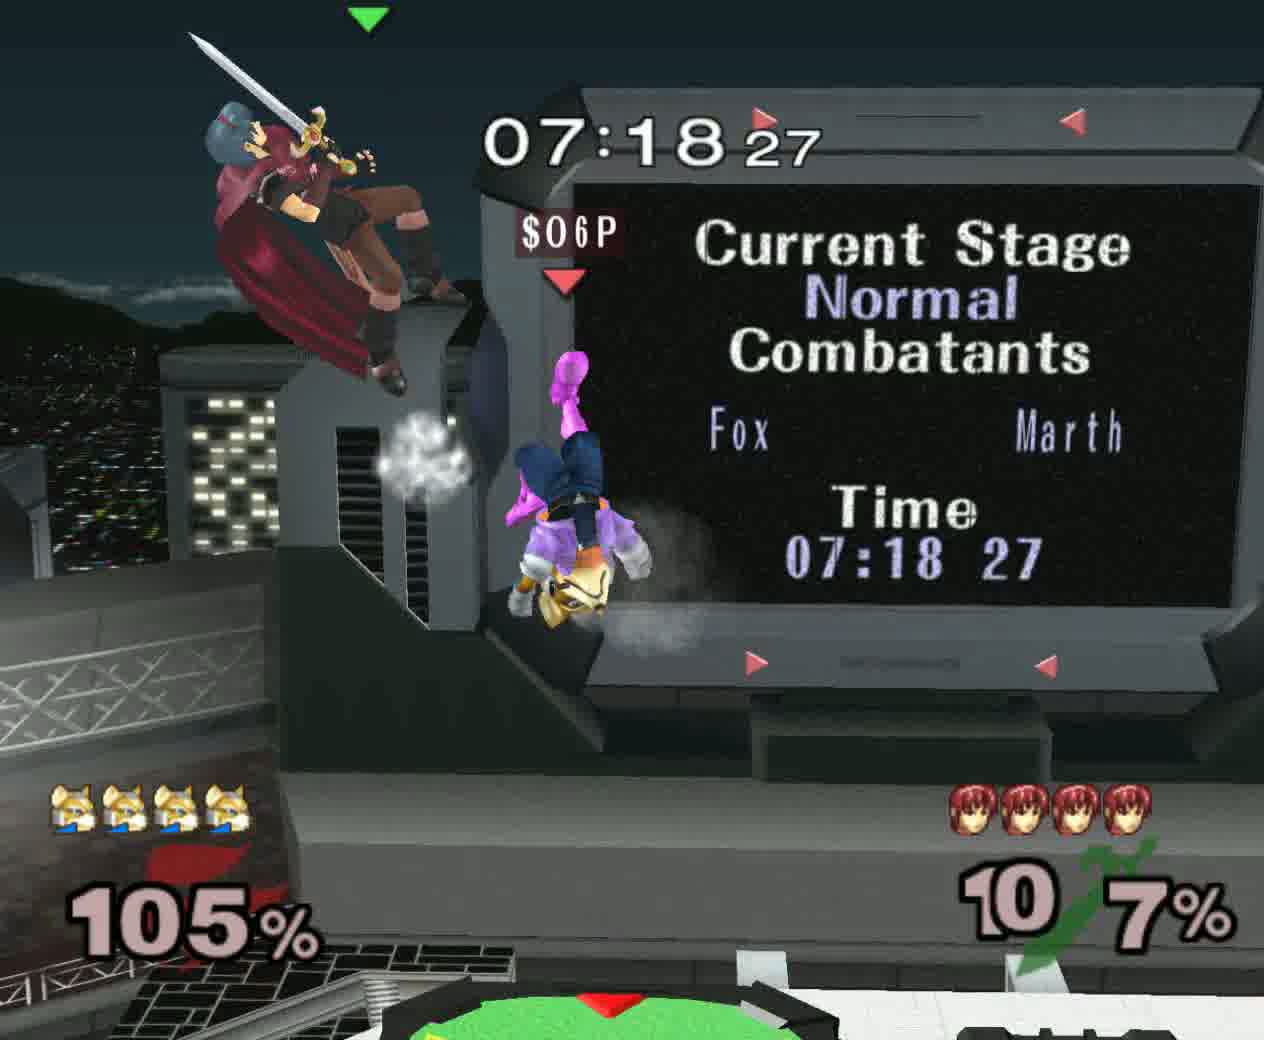 07:18 27
$06P
Current Stage
Normal
Combatants
Fox Marth
Time
07:18 27
105% 107%